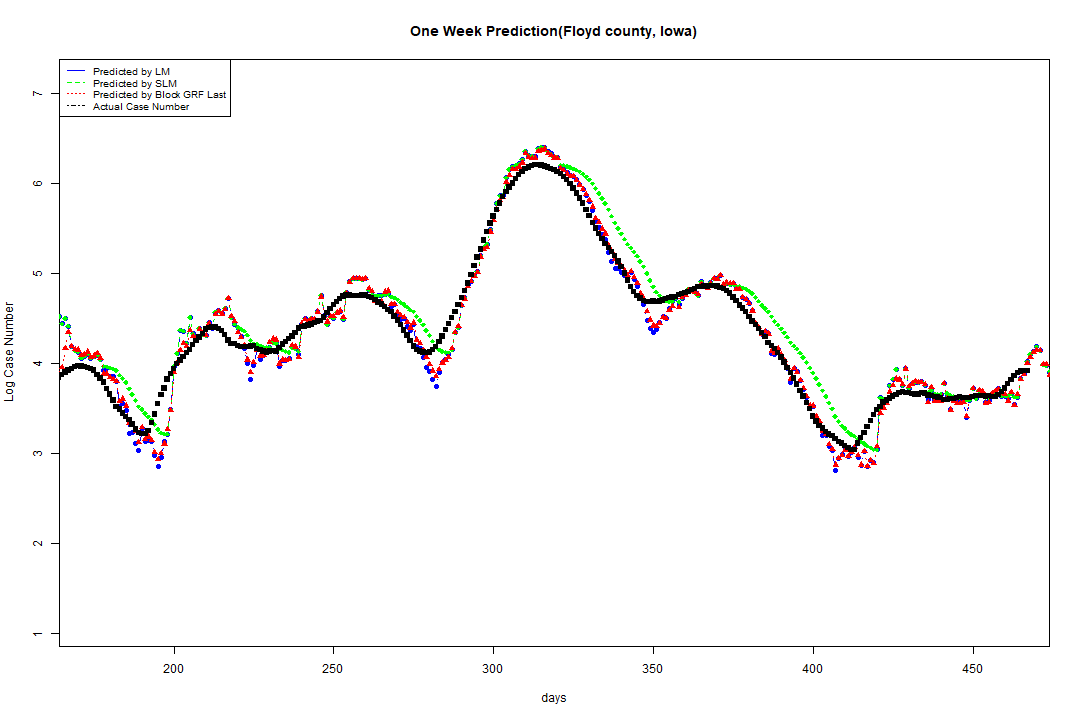 One Week Prediction(Floyd county, Iowa)
Predicted by LM
Predicted by SLM
Predicted by Block GRF Last
Actual Case Number
7
6
5
4
3
2
1
Log Case Number
200
250
300
350
400
450
days